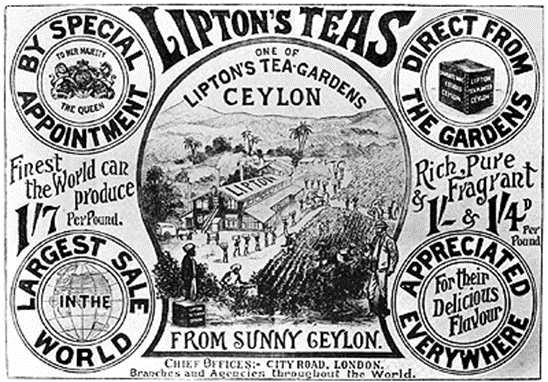 LIPTON'S TEAS
BY SPECIAL
APPOINTMENT
TO HER MAJESTY
THE QUEEN
ONE OF
LIPTON'S TEA-GARDENS
CEYLON
DIRECT FROM
THE GARDENS
LIPTON
CEYLON
Finest
the World can
produce
1/7 Per Pound.
LIPTON
Rich, Pure
& Fragrant
1/- & 1/4D
Per
Pound
LARGEST SALE
IN THE
WORLD
APPRECIATED
EVERYWHERE
For their
Delicious
Flavour
FROM SUNNY CEYLON.
CHIEF OFFICES:- CITY ROAD, LONDON.
Branches and Agencies throughout the World.